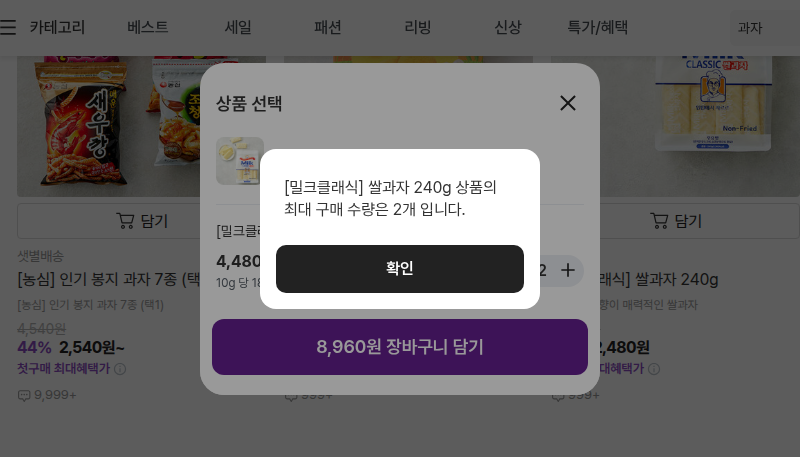 카테고리
베스트
세일
패션
리빙
신상
특가/혜택
과자
상품 선택
[밀크클래식] 쌀과자 240g 상품의
최대 구매 수량은 2개 입니다.
확인
[밀크클래
4,480
10g 당 18
2
8,960원 장바구니 담기
새우깡
농심
CLASSIC 쌀과자
Non-Fried
담기
담기
샛별배송
[농심] 인기 봉지 과자 7종 (택
[농심] 인기 봉지 과자 7종 (택1)
4,540원
44% 2,540원~
첫구매 최대혜택가
9,999+
999+
래식] 쌀과자 240g
향이 매력적인 쌀과자
2,480원
대혜택가
999+